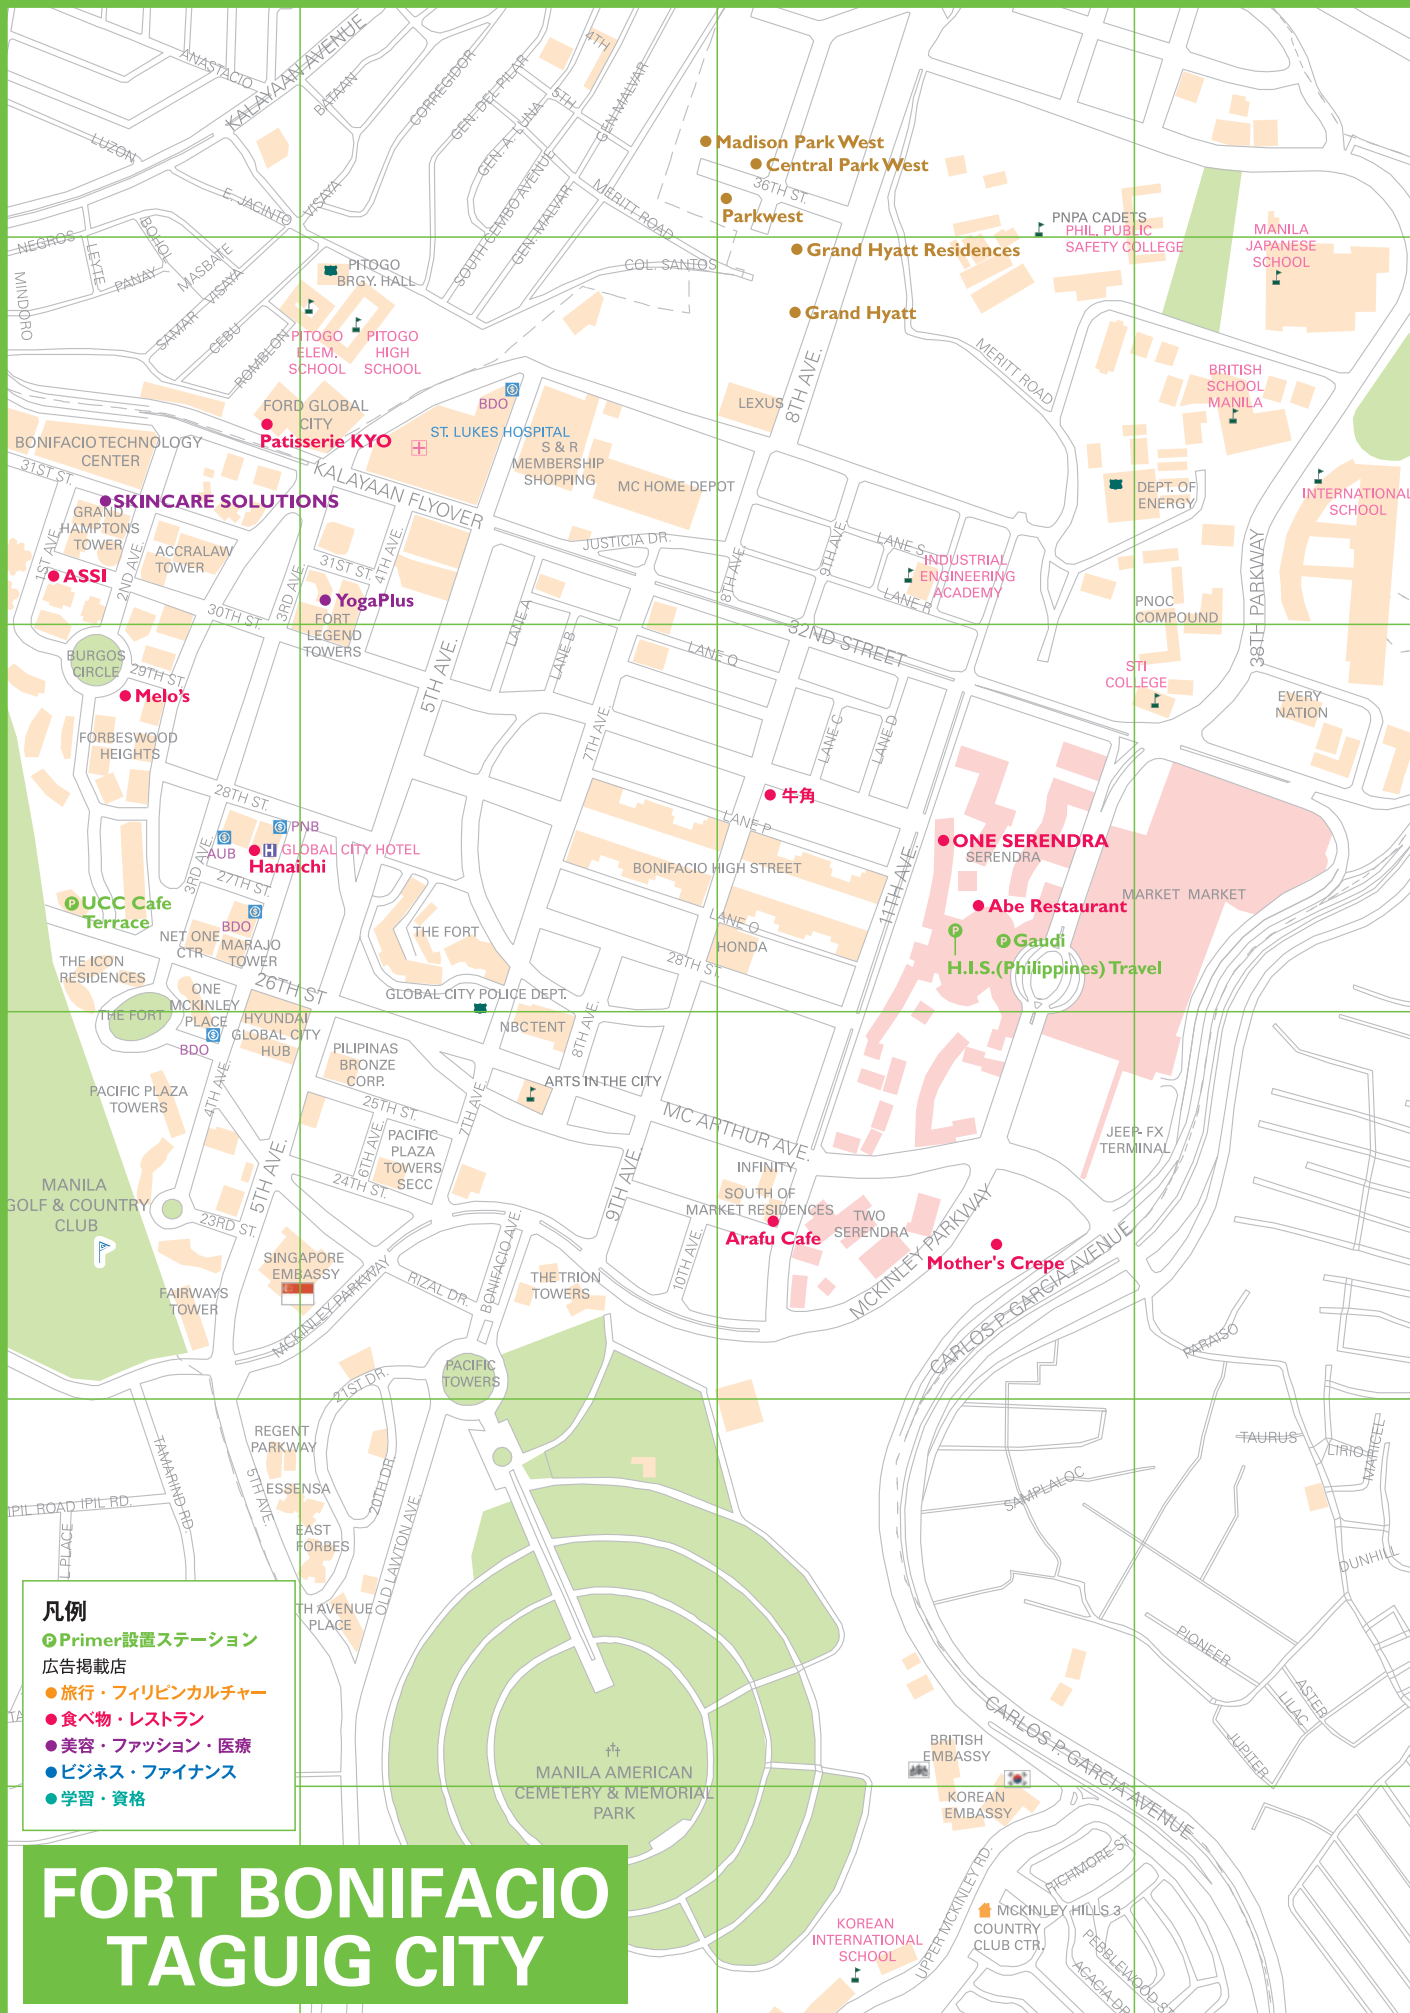 ANASTACIO
KALAYAAN AVENUE
BATAAN
CORREGIDOR
GEN. DEL PILAR
4TH
5TH
GEN. A. LUNA
GEN. MALVAR
LUZON
E. JACINTO
VISAYA
SOUTH CEMBO AVENUE
GEN. MALVAR
MERITT ROAD
Madison Park West
Central Park West
36TH ST.
Parkwest
PNPA CADETS
PHIL. PUBLIC
SAFETY COLLEGE
MANILA
JAPANESE
SCHOOL
NEGROS
LEYTE
BOHOL
PANAY
MASBATE
VISAYA
MINDORO
SAMAR
CEBU
ROMBLON
PITOGO
BRGY. HALL
COL. SANTOS
Grand Hyatt Residences
Grand Hyatt
PITOGO
ELEM.
SCHOOL
PITOGO
HIGH
SCHOOL
8TH AVE.
MERITT ROAD
BRITISH
SCHOOL
MANILA
BDO
LEXUS
FORD GLOBAL
CITY
Patisserie KYO
ST. LUKES HOSPITAL
S & R
MEMBERSHIP
SHOPPING
MC HOME DEPOT
BONIFACIO TECHNOLOGY
CENTER
31ST ST.
KALAYAAN FLYOVER
DEPT. OF
ENERGY
INTERNATIONAL
SCHOOL
SKINCARE SOLUTIONS
GRAND
HAMPTONS
TOWER
ACCRALAW
TOWER
1ST AVE.
2ND AVE.
ASSI
3RD AVE.
31ST ST.
4TH AVE.
JUSTICIA DR.
8TH AVE.
9TH AVE.
LANE S
LANE R
INDUSTRIAL
ENGINEERING
ACADEMY
38TH PARKWAY
PNOC
COMPOUND
YogaPlus
FORT
LEGEND
TOWERS
30TH ST.
LANE A
LANE B
32ND STREET
LANE Q
BURGOS
CIRCLE
29TH ST.
Melo's
5TH AVE.
STI
COLLEGE
EVERY
NATION
FORBESWOOD
HEIGHTS
7TH AVE.
LANE C
LANE D
28TH ST.
PNB
AUB
3RD AVE.
GLOBAL CITY HOTEL
Hanaichi
27TH ST.
牛角
LANE P
BONIFACIO HIGH STREET
LANE O
HONDA
28TH ST.
11TH AVE.
ONE SERENDRA
SERENDRA
MARKET MARKET
Abe Restaurant
Gaudi
H.I.S.(Philippines) Travel
UCC Cafe
Terrace
BDO
NET ONE
CTR
MARAJO
TOWER
THE FORT
THE ICON
RESIDENCES
26TH ST
ONE
MCKINLEY
PLACE
THE FORT
BDO
HYUNDAI
GLOBAL CITY
HUB
GLOBAL CITY POLICE DEPT.
NBC TENT
8TH AVE.
PILIPINAS
BRONZE
CORP.
ARTS IN THE CITY
PACIFIC PLAZA
TOWERS
4TH AVE.
25TH ST.
7TH AVE.
MC ARTHUR AVE.
JEEP- FX
TERMINAL
6TH AVE.
PACIFIC
PLAZA
TOWERS
SECC
24TH ST.
5TH AVE.
9TH AVE.
INFINITY
SOUTH OF
MARKET RESIDENCES
Arafu Cafe
TWO
SERENDRA
MCKINLEY PARKWAY
Mother's Crepe
MANILA
GOLF & COUNTRY
CLUB
23RD ST.
SINGAPORE
EMBASSY
FAIRWAYS
TOWER
MCKINLEY PARKWAY
RIZAL DR.
BONIFACIO AVE.
THE TRION
TOWERS
10TH AVE.
CARLOS P. GARCIA AVENUE
PARAISO
PACIFIC
TOWERS
21ST DR.
REGENT
PARKWAY
ESSENSA
EAST
FORBES
TAMARIND RD.
5TH AVE.
20TH DR.
OLD LAWTON AVE.
IPIL ROAD IPIL RD.
L PLACE
TH AVENUE
PLACE
TAURUS
LIRIO
MARICEL
SAMPLALOC
DUNHILL
PIONEER
ASTER
LILAC
JUPITER
凡例
Primer設置ステーション
広告掲載店
旅行・フィリピンカルチャー
食べ物・レストラン
美容・ファッション・医療
ビジネス・ファイナンス
学習・資格
TA
MANILA AMERICAN
CEMETERY & MEMORIAL
PARK
BRITISH
EMBASSY
KOREAN
EMBASSY
CARLOS P. GARCIA AVENUE
UPPER MCKINLEY RD.
RICHMORE ST
MCKINLEY HILLS 3
COUNTRY
CLUB CTR.
PEBBLEWOOD ST
ACACIA DR
KOREAN
INTERNATIONAL
SCHOOL
FORT BONIFACIO
TAGUIG CITY